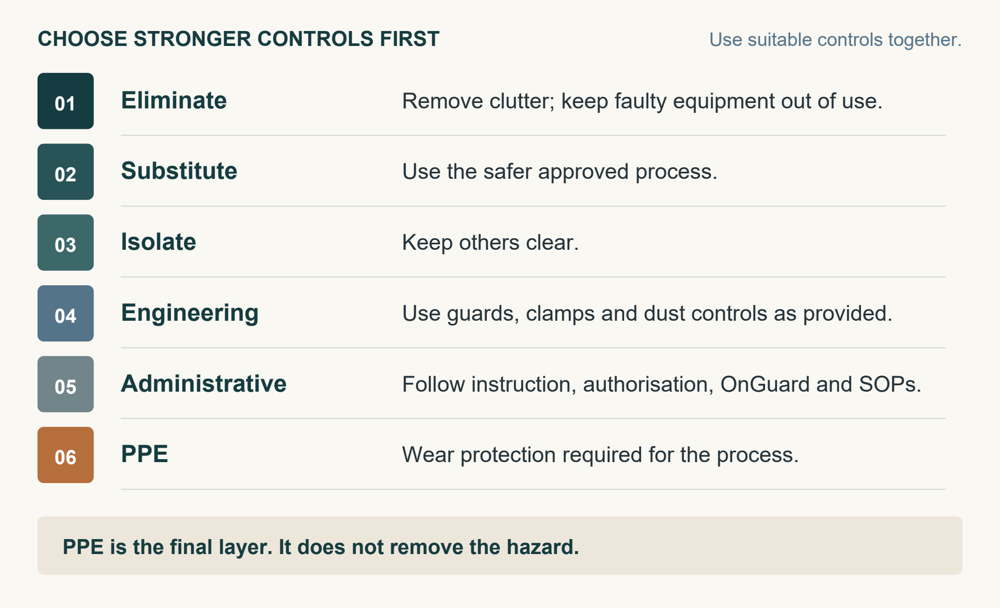 CHOOSE STRONGER CONTROLS FIRST
Use suitable controls together.
01 Eliminate Remove clutter; keep faulty equipment out of use.
02 Substitute Use the safer approved process.
03 Isolate Keep others clear.
04 Engineering Use guards, clamps and dust controls as provided.
05 Administrative Follow instruction, authorisation, OnGuard and SOPs.
06 PPE Wear protection required for the process.
PPE is the final layer. It does not remove the hazard.